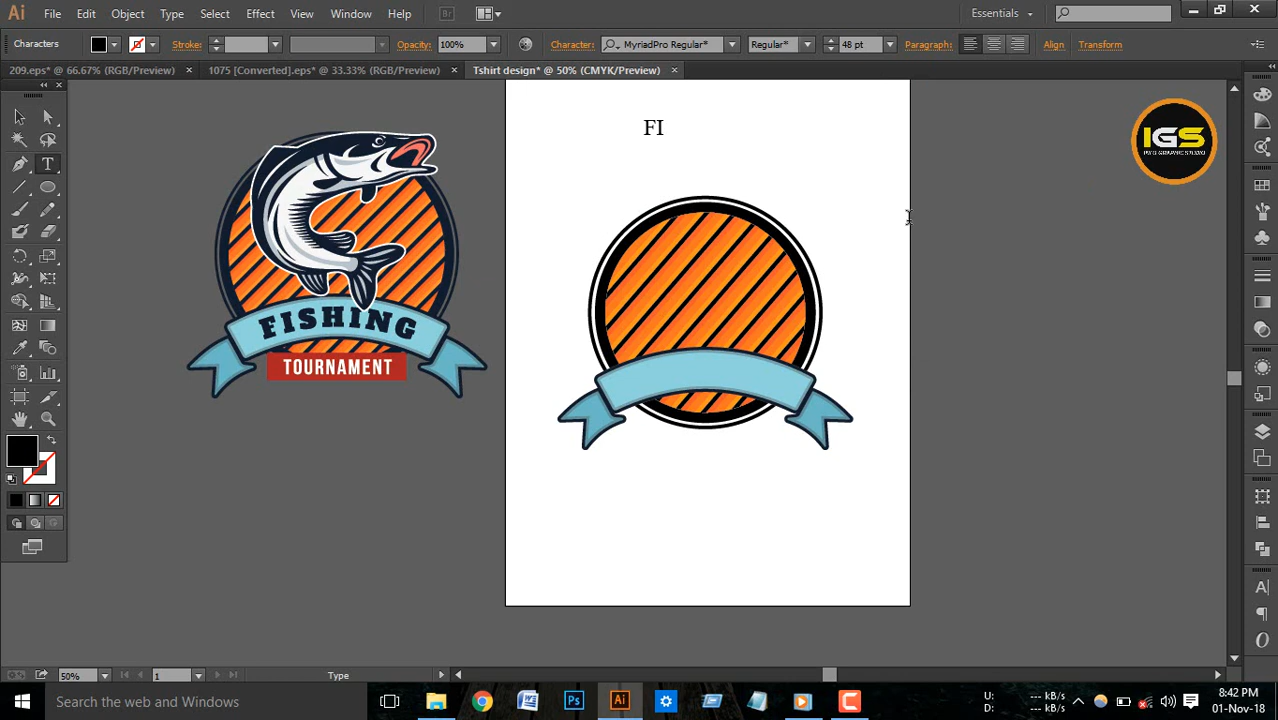 Ai File Edit Object Type Select Effect View Window Help Br Essentials
Characters Stroke: Opacity: 100% Character: MyriadPro Regular* Regular* 48 pt Paragraph: Align Transform
209.eps* @ 66.67% (RGB/Preview) × 1075 [Converted].eps* @ 33.33% (RGB/Preview) × Tshirt design* @ 50% (CMYK/Preview) ×
FI
IGS
FISHING
TOURNAMENT
50% 1 Type
Search the web and Windows
U: --- kB/s
D: --- kB/s
8:42 PM
01-Nov-18